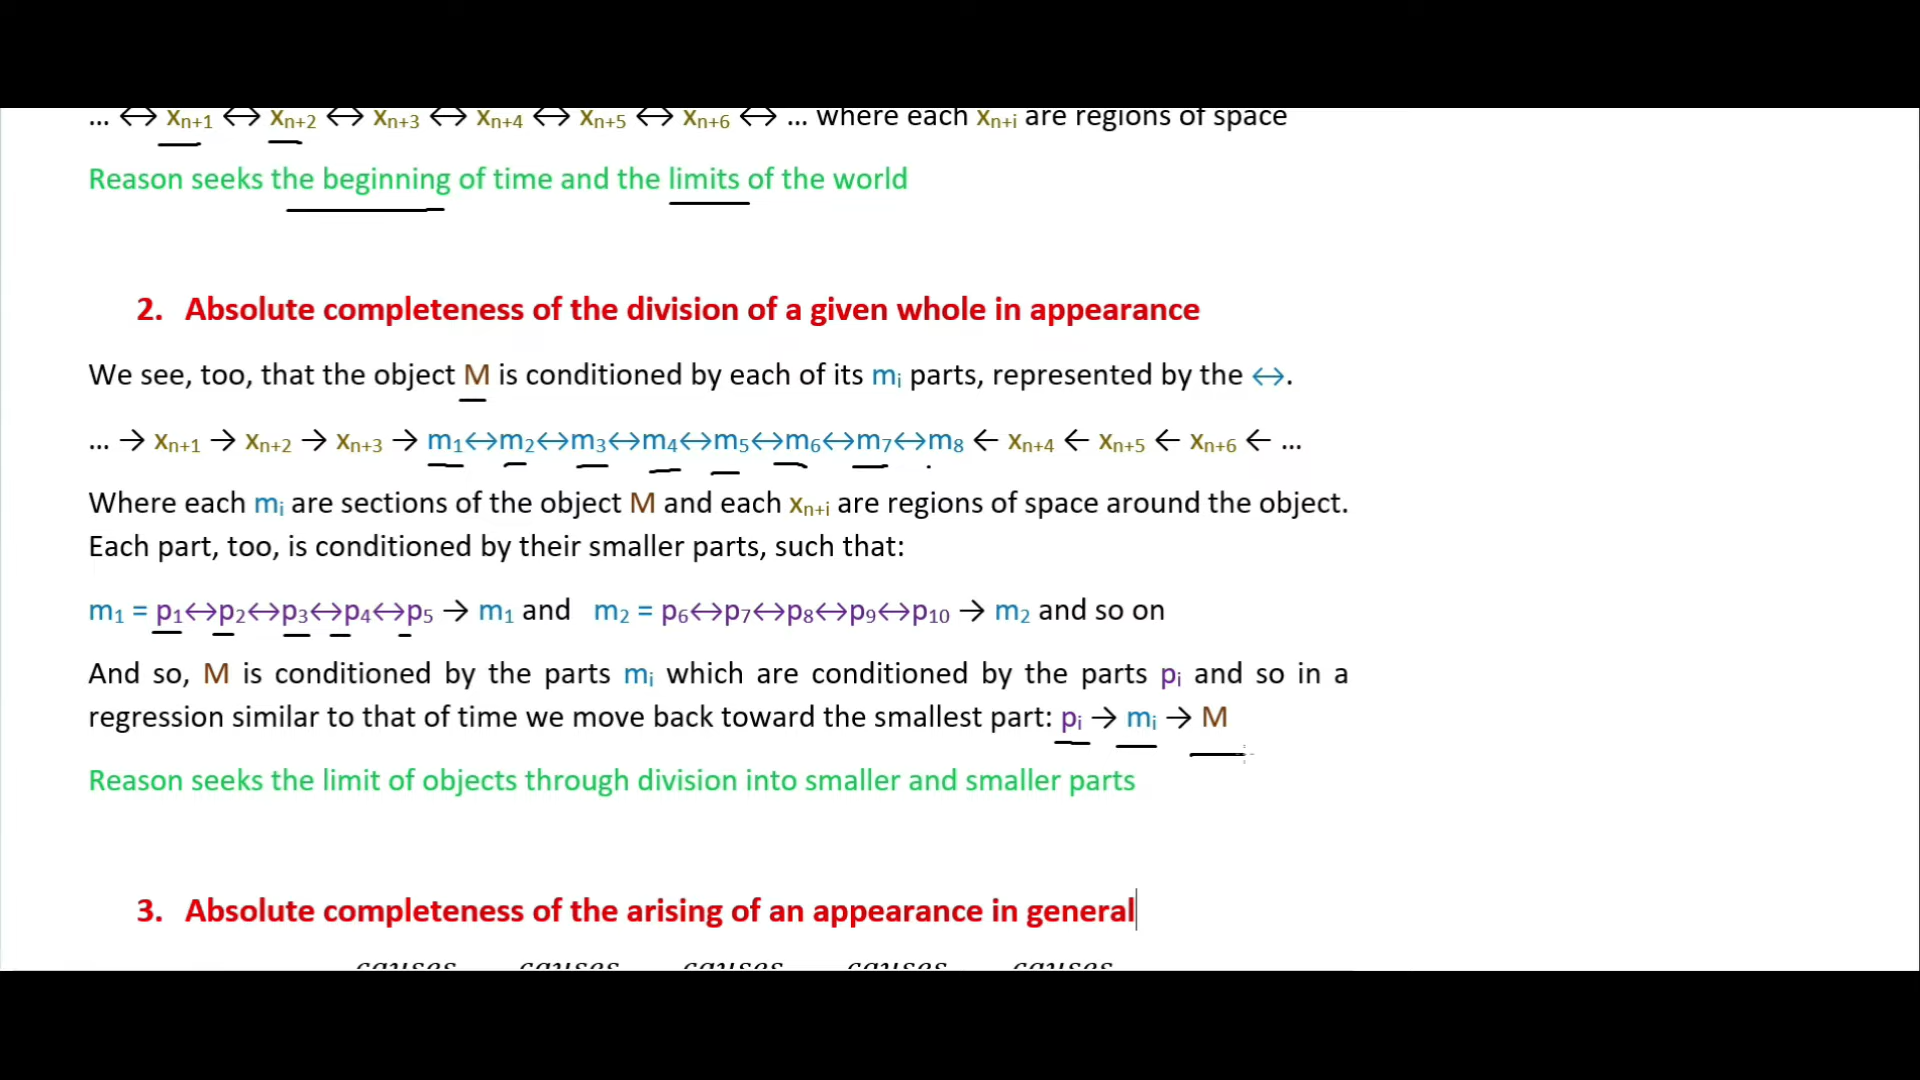 ... ↔ xₙ₊₁ ↔ xₙ₊₂ ↔ xₙ₊₃ ↔ xₙ₊₄ ↔ xₙ₊₅ ↔ xₙ₊₆ ↔ ... where each xₙ₊ᵢ are regions of space
Reason seeks the beginning of time and the limits of the world
2. Absolute completeness of the division of a given whole in appearance
We see, too, that the object M is conditioned by each of its mᵢ parts, represented by the ↔.
... → xₙ₊₁ → xₙ₊₂ → xₙ₊₃ → m₁↔m₂↔m₃↔m₄↔m₅↔m₆↔m₇↔m₈ ← xₙ₊₄ ← xₙ₊₅ ← xₙ₊₆ ← ...
Where each mᵢ are sections of the object M and each xₙ₊ᵢ are regions of space around the object.
Each part, too, is conditioned by their smaller parts, such that:
m₁ = p₁↔p₂↔p₃↔p₄↔p₅ → m₁ and m₂ = p₆↔p₇↔p₈↔p₉↔p₁₀ → m₂ and so on
And so, M is conditioned by the parts mᵢ which are conditioned by the parts pᵢ and so in a
regression similar to that of time we move back toward the smallest part: pᵢ → mᵢ → M
Reason seeks the limit of objects through division into smaller and smaller parts
3. Absolute completeness of the arising of an appearance in general
causes causes causes causes causes